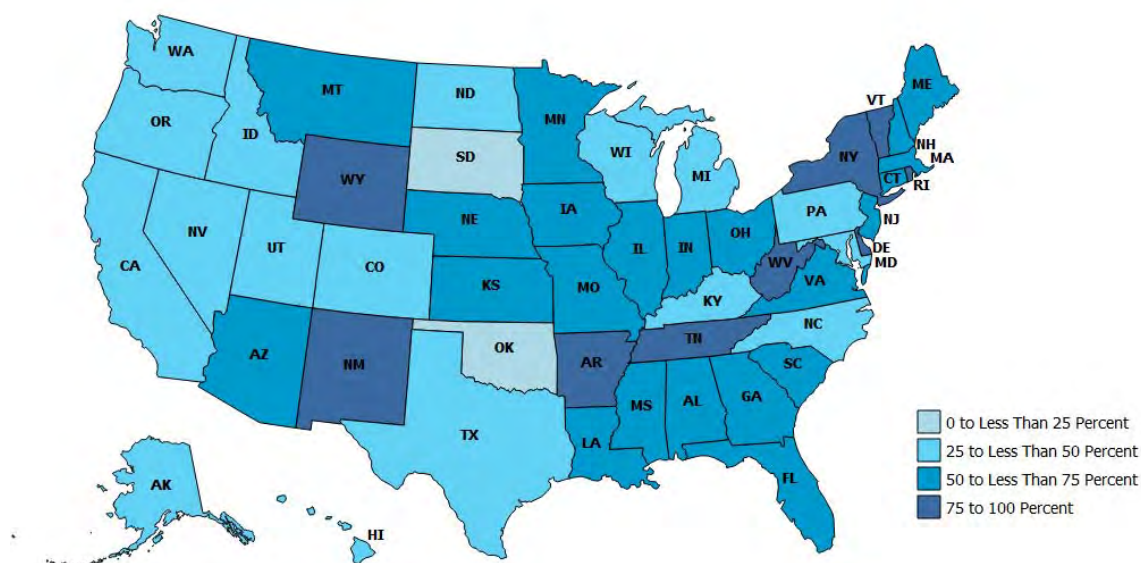 WA
MT
ND
MN
ME
VT
OR
ID
SD
WI
MI
NY
NH
MA
WY
CT
RI
NE
IA
PA
NJ
NV
UT
IL
IN
OH
DE
CA
CO
WV
MD
KS
MO
KY
VA
AZ
NM
OK
AR
TN
NC
SC
TX
MS
AL
GA
LA
FL
AK
HI
0 to Less Than 25 Percent
25 to Less Than 50 Percent
50 to Less Than 75 Percent
75 to 100 Percent